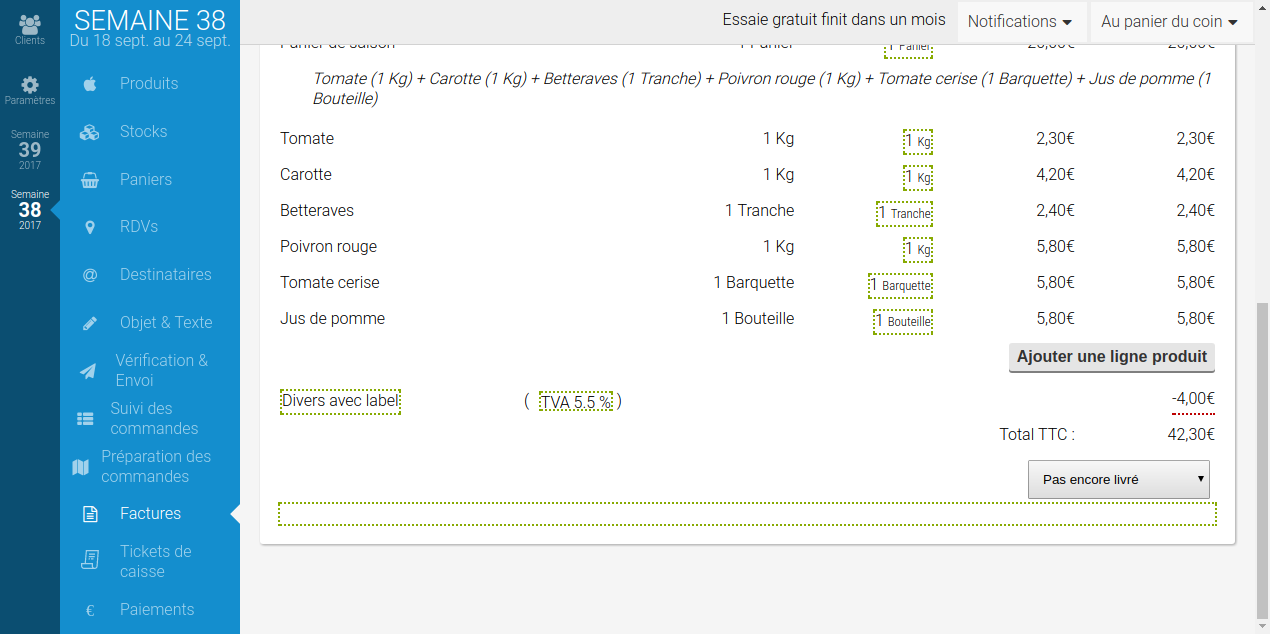 Clients
Paramètres
Semaine
39
2017
Semaine
38
2017
SEMAINE 38
Du 18 sept. au 24 sept.
Produits
Stocks
Paniers
RDVs
@ Destinataires
Objet & Texte
Vérification &
Envoi
Suivi des
commandes
Préparation des
commandes
Factures
Tickets de
caisse
€ Paiements
Essaie gratuit finit dans un mois Notifications Au panier du coin
Panier de saison 1 Panier 1 Panier 20,00€ 20,00€
Tomate (1 Kg) + Carotte (1 Kg) + Betteraves (1 Tranche) + Poivron rouge (1 Kg) + Tomate cerise (1 Barquette) + Jus de pomme (1
Bouteille)
Tomate 1 Kg 1 Kg 2,30€ 2,30€
Carotte 1 Kg 1 Kg 4,20€ 4,20€
Betteraves 1 Tranche 1 Tranche 2,40€ 2,40€
Poivron rouge 1 Kg 1 Kg 5,80€ 5,80€
Tomate cerise 1 Barquette 1 Barquette 5,80€ 5,80€
Jus de pomme 1 Bouteille 1 Bouteille 5,80€ 5,80€
Ajouter une ligne produit
Divers avec label ( TVA 5.5 % ) -4,00€
Total TTC : 42,30€
Pas encore livré